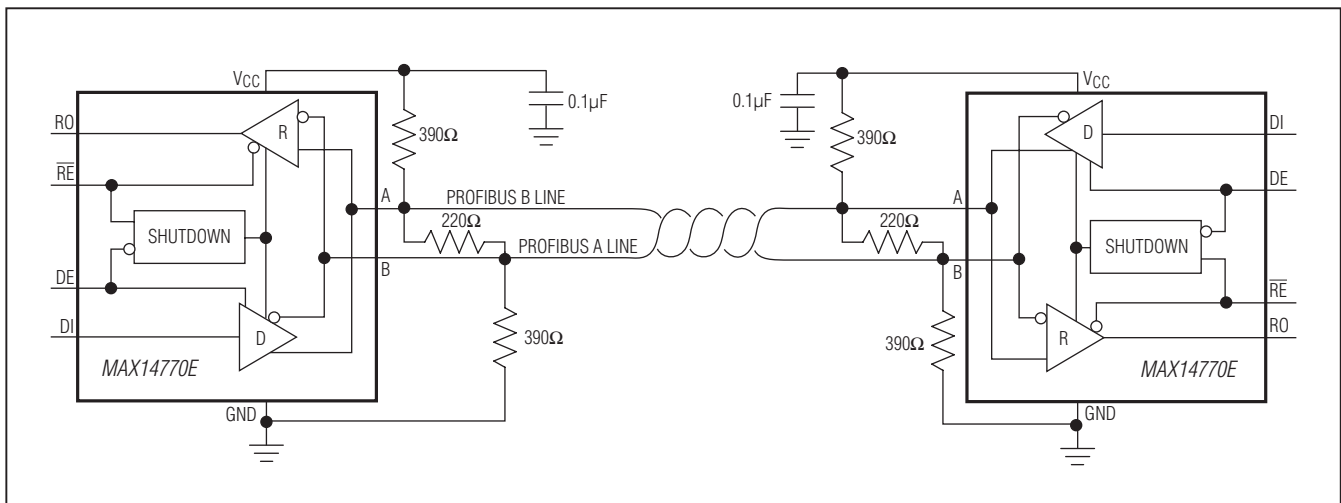 VCC
0.1µF
390Ω
RO
R
RE
SHUTDOWN
DE
DI
D
MAX14770E
GND
A
B
PROFIBUS B LINE
220Ω
PROFIBUS A LINE
390Ω
0.1µF
390Ω
VCC
A
220Ω
B
390Ω
D
DI
DE
SHUTDOWN
RE
RO
R
MAX14770E
GND